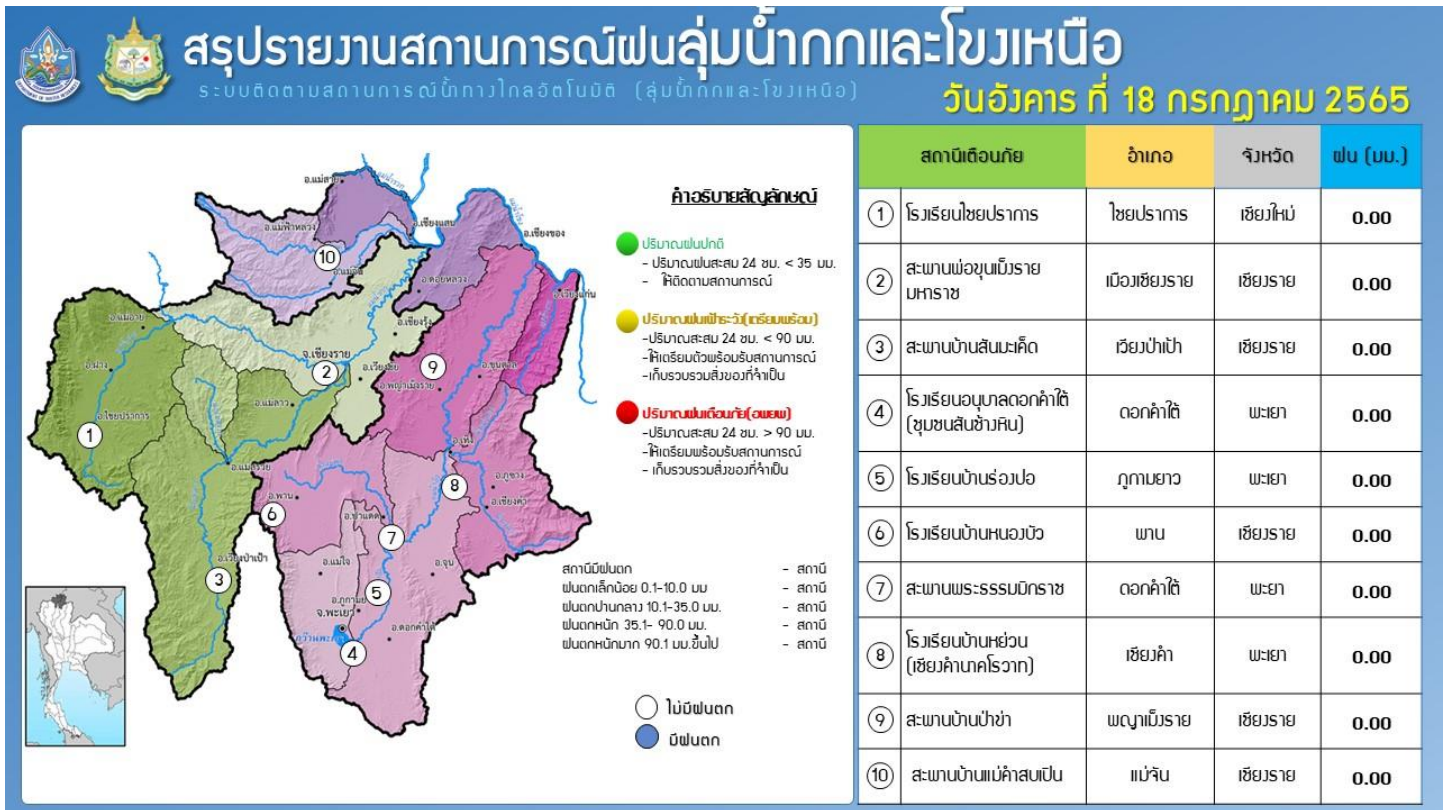 สรุปรายงานสถานการณ์ฝนลุ่มน้ำกกและโขงเหนือ
ระบบติดตามสถานการณ์น้ำทางไกลอัตโนมัติ (ลุ่มน้ำกกและโขงเหนือ)
วันอังคาร ที่ 18 กรกฎาคม 2565
อ.แม่สาย
อ.แม่ฟ้าหลวง
อ.เชียงแสน
อ.เชียงของ
10
อ.ดอยหลวง
อ.เวียงแก่น
อ.แม่อาย
อ.เชียงรุ้ง
จ.เชียงราย
9
อ.ฝาง
2
อ.พญาเม็งราย
อ.ขุนตาล
อ.ไชยปราการ
อ.แม่ลาว
1
อ.เทิง
อ.แม่สรวย
8
อ.ภูซาง
อ.พาน
อ.เชียงคำ
6
อ.ป่าแดด
7
อ.เวียงป่าเป้า
อ.แม่ใจ
อ.จุน
3
5
จ.พะเยา
อ.ดอกคำใต้
4
คำอธิบายสัญลักษณ์
ปริมาณฝนปกติ
- ปริมาณฝนสะสม 24 ชม. < 35 มม.
- ให้ติดตามสถานการณ์
ปริมาณฝนเฝ้าระวัง(เตรียมพร้อม)
-ปริมาณสะสม 24 ชม. < 90 มม.
-ให้เตรียมตัวพร้อมรับสถานการณ์
-เก็บรวบรวมสิ่งของที่จำเป็น
ปริมาณฝนเตือนภัย(อพยพ)
-ปริมาณสะสม 24 ชม. > 90 มม.
-ให้เตรียมพร้อมรับสถานการณ์
- เก็บรวบรวมสิ่งของที่จำเป็น
สถานีมีฝนตก - สถานี
ฝนตกเล็กน้อย 0.1-10.0 มม - สถานี
ฝนตกปานกลาง 10.1-35.0 มม. - สถานี
ฝนตกหนัก 35.1- 90.0 มม. - สถานี
ฝนตกหนักมาก 90.1 มม.ขึ้นไป - สถานี
ไม่มีฝนตก
มีฝนตก
สถานีเตือนภัย อำเภอ จังหวัด ฝน (มม.)
1 โรงเรียนไชยปราการ ไชยปราการ เชียงใหม่ 0.00
2 สะพานพ่อขุนเม็งราย
มหาราช เมืองเชียงราย เชียงราย 0.00
3 สะพานบ้านสันมะเค็ด เวียงป่าเป้า เชียงราย 0.00
4 โรงเรียนอนุบาลดอกคำใต้
(ชุมชนสันช้างหิน) ดอกคำใต้ พะเยา 0.00
5 โรงเรียนบ้านร่องปอ ภูกามยาว พะเยา 0.00
6 โรงเรียนบ้านหนองบัว พาน เชียงราย 0.00
7 สะพานพระธรรมมิกราช ดอกคำใต้ พะเยา 0.00
8 โรงเรียนบ้านหย่วน
(เชียงคำนาคโรวาท) เชียงคำ พะเยา 0.00
9 สะพานบ้านป่าข่า พญาเม็งราย เชียงราย 0.00
10 สะพานบ้านแม่คำสบเปิน แม่จัน เชียงราย 0.00